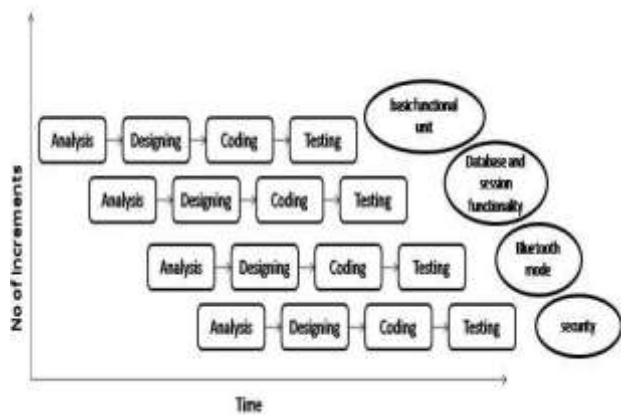 No of Increments
Analysis Designing Coding Testing
basic functional
unit
Analysis Designing Coding Testing
Database and
session
functionality
Analysis Designing Coding Testing
Bluetooth
mode
Analysis Designing Coding Testing
security
Time